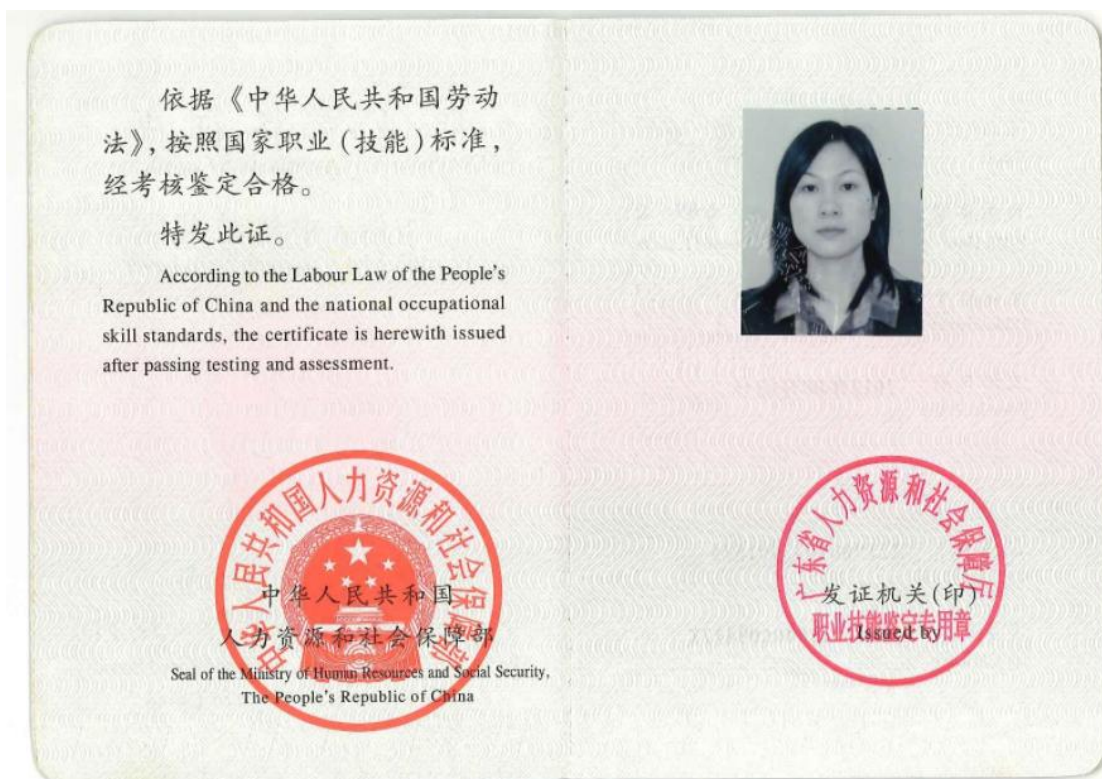 依据《中华人民共和国劳动
法》，按照国家职业（技能）标准，
经考核鉴定合格。
特发此证。
According to the Labour Law of the People's
Republic of China and the national occupational
skill standards, the certificate is herewith issued
after passing testing and assessment.
中华人民共和国人力资源和社会保障部
中华人民共和国
人力资源和社会保障部
Seal of the Ministry of Human Resources and Social Security,
The People's Republic of China
广东省人力资源和社会保障厅
发证机关(印)
职业技能鉴定专用章
Issued by